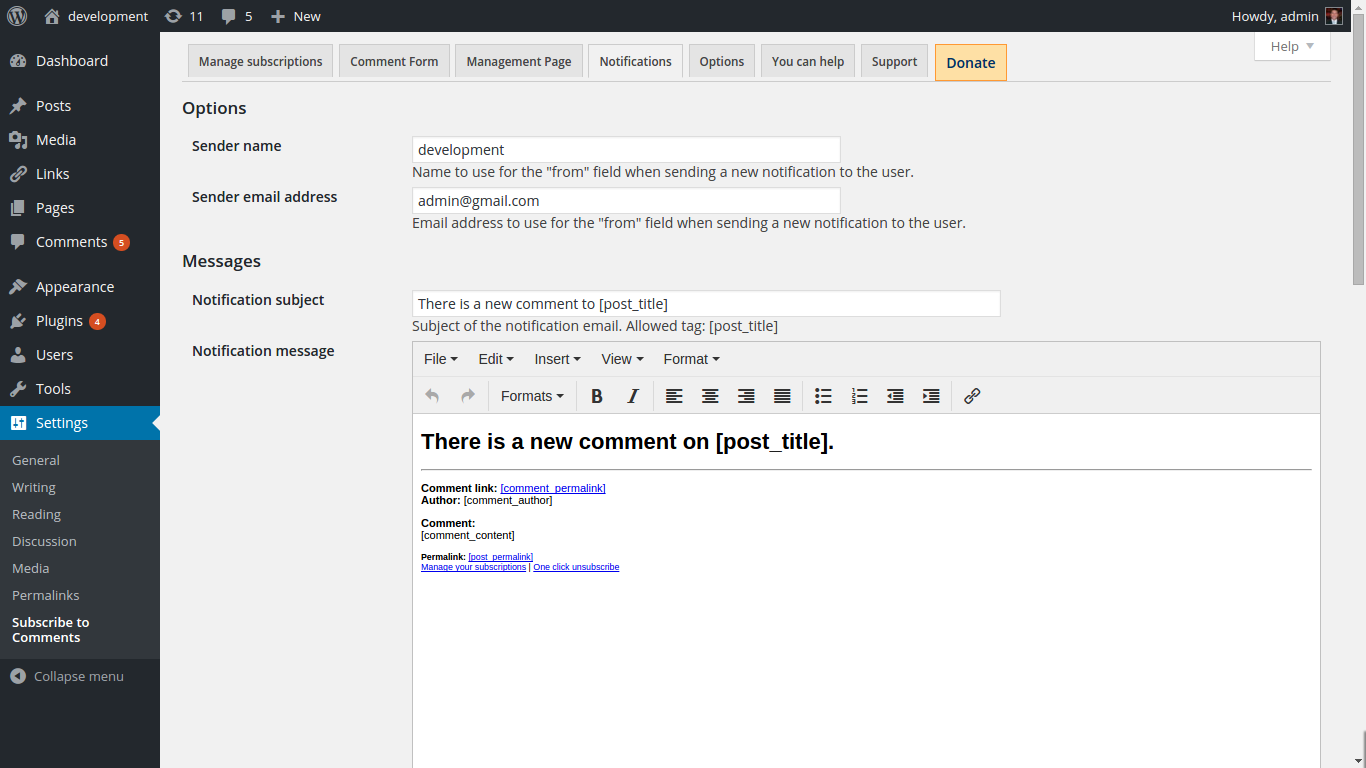 development 11 5 New Howdy, admin
Help
Dashboard
Posts
Media
Links
Pages
Comments 5
Appearance
Plugins 4
Users
Tools
Settings
General
Writing
Reading
Discussion
Media
Permalinks
Subscribe to
Comments
Collapse menu
Manage subscriptions Comment Form Management Page Notifications Options You can help Support Donate
Options
Sender name
development
Name to use for the "from" field when sending a new notification to the user.
Sender email address
admin@gmail.com
Email address to use for the "from" field when sending a new notification to the user.
Messages
Notification subject
There is a new comment to [post_title]
Subject of the notification email. Allowed tag: [post_title]
Notification message
File Edit Insert View Format
Formats B I
There is a new comment on [post_title].
Comment link: [comment_permalink]
Author: [comment_author]
Comment:
[comment_content]
Permalink: [post_permalink]
Manage your subscriptions | One click unsubscribe